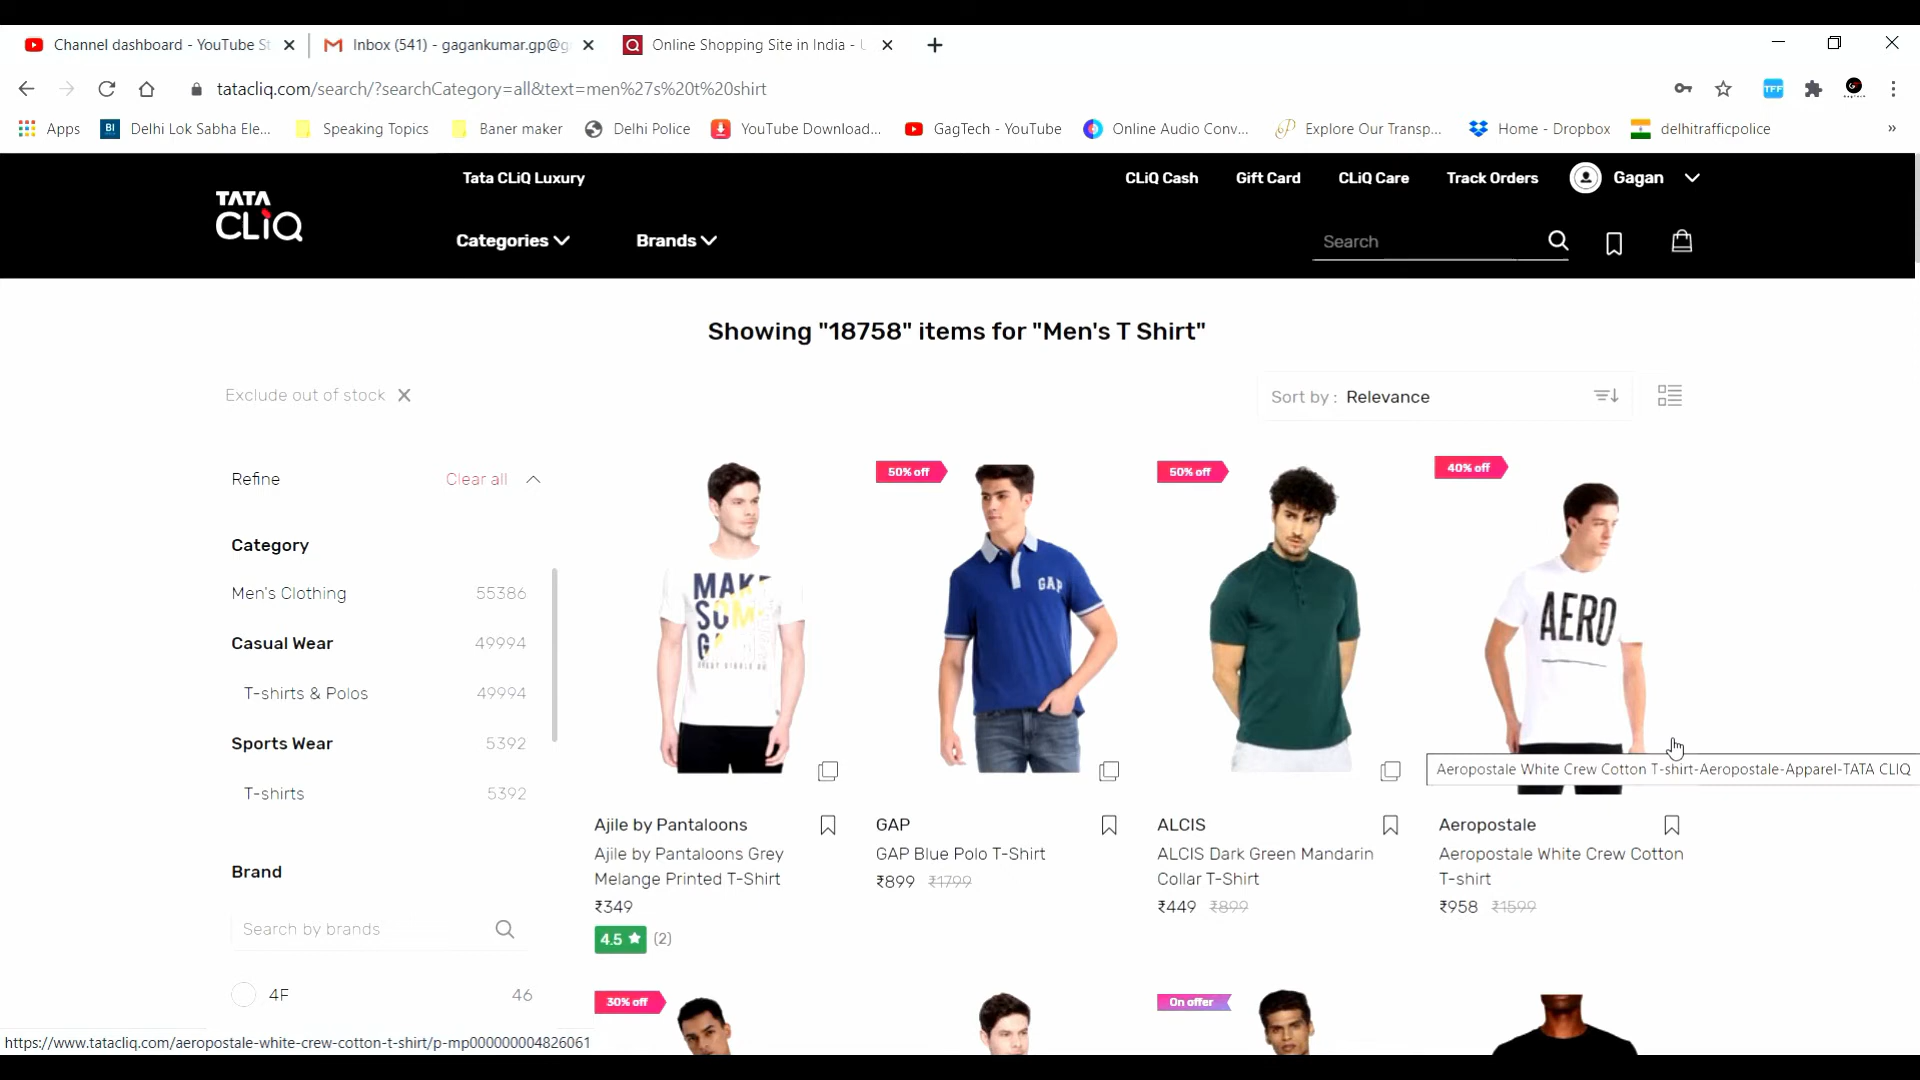 Channel dashboard - YouTube St
Inbox (541) - gagankumar.gp@g
Online Shopping Site in India - U
tatacliq.com/search/?searchCategory=all&text=men%27s%20t%20shirt
TFF
Apps
BI Delhi Lok Sabha Ele...
Speaking Topics
Baner maker
Delhi Police
YouTube Download...
GagTech - YouTube
Online Audio Conv...
Explore Our Transp...
Home - Dropbox
delhitrafficpolice
»
Tata CLiQ Luxury
CLiQ Cash
Gift Card
CLiQ Care
Track Orders
Gagan
TATA
CLiQ
Categories
Brands
Search
Showing "18758" items for "Men's T Shirt"
Exclude out of stock
Sort by : Relevance
Refine
Clear all
Category
Men's Clothing 55386
Casual Wear 49994
T-shirts & Polos 49994
Sports Wear 5392
T-shirts 5392
Brand
Search by brands
4F 46
MAKE
SOM
G
50% off
GAP
50% off
40% off
AERO
Aeropostale White Crew Cotton T-shirt-Aeropostale-Apparel-TATA CLIQ
Ajile by Pantaloons
Ajile by Pantaloons Grey
Melange Printed T-Shirt
₹349
4.5 ★ (2)
GAP
GAP Blue Polo T-Shirt
₹899 ₹1799
ALCIS
ALCIS Dark Green Mandarin
Collar T-Shirt
₹449 ₹899
Aeropostale
Aeropostale White Crew Cotton
T-shirt
₹958 ₹1599
30% off
On offer
https://www.tatacliq.com/aeropostale-white-crew-cotton-t-shirt/p-mp000000004826061